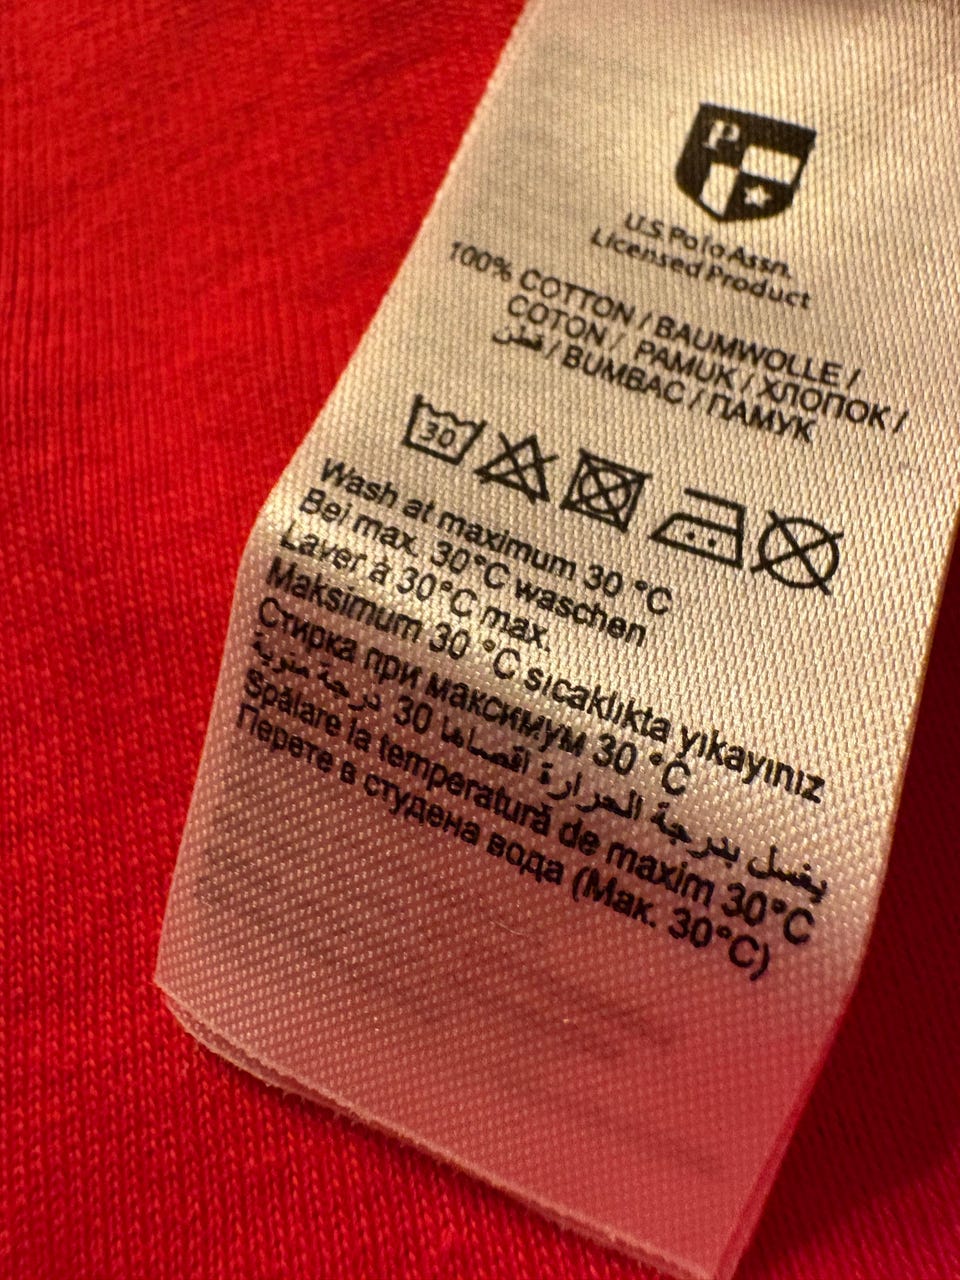 P
U.S. Polo Assn.
Licensed Product
100% COTTON / BAUMWOLLE /
COTON / PAMUK / ХЛОПОК /
قطن / BUMBAC / ПАМУК
30
Wash at maximum 30 °C
Bei max. 30°C waschen
Laver à 30°C max.
Maksimum 30 °C sıcaklıkta yıkayınız
Стирка при максимум 30 °C
يغسل بدرجة الحرارة اقصاها 30 درجة مئوية
Spălare la temperatură de maxim 30°C
Перете в студена вода (Мак. 30°C)